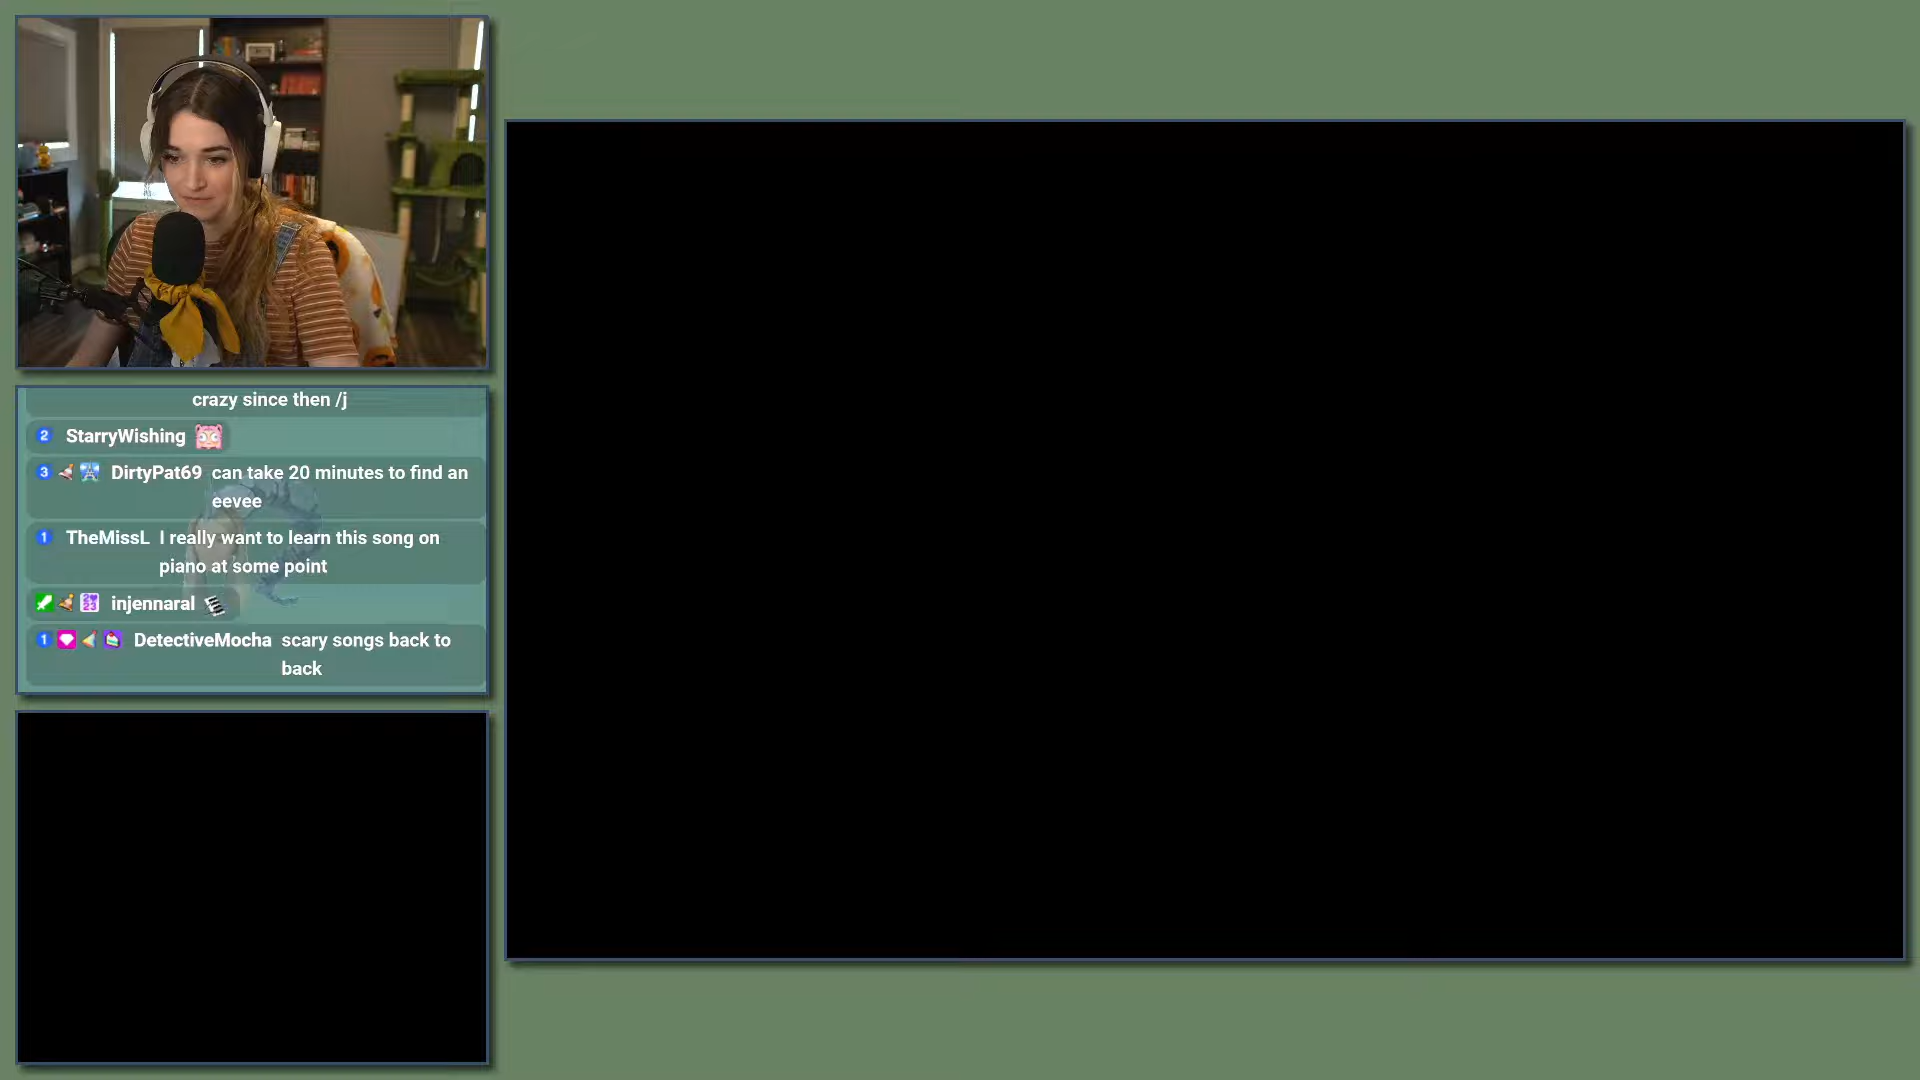 crazy since then /j
2 StarryWishing
3 DirtyPat69 can take 20 minutes to find an
eevee
1 TheMissL I really want to learn this song on
piano at some point
injennaral
1 DetectiveMocha scary songs back to
back